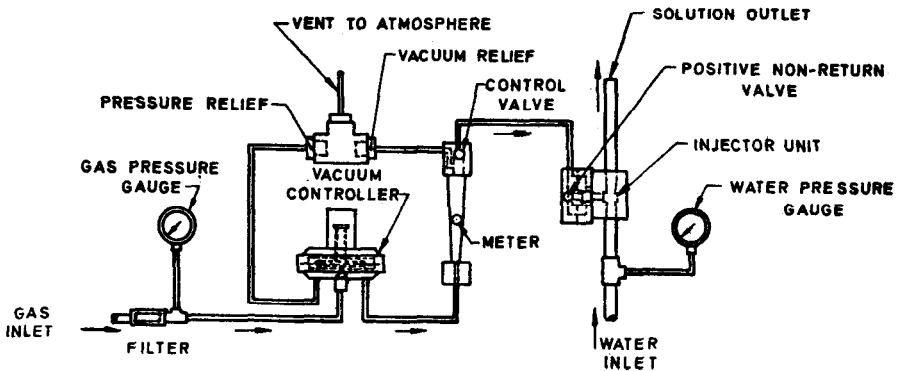 VENT TO ATMOSPHERE
SOLUTION OUTLET
VACUUM RELIEF
POSITIVE NON-RETURN
VALVE
PRESSURE RELIEF
CONTROL
VALVE
INJECTOR UNIT
GAS PRESSURE
GAUGE
VACUUM
CONTROLLER
WATER PRESSURE
GAUGE
METER
GAS
INLET
FILTER
WATER
INLET